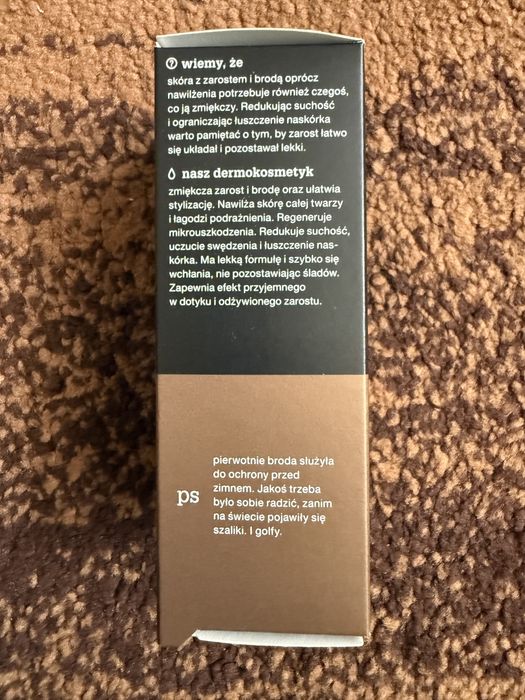 wiemy, że
skóra z zarostem i brodą oprócz
nawilżenia potrzebuje również czegoś,
co ją zmiękczy. Redukując suchość
i ograniczając łuszczenie naskórka
warto pamiętać o tym, by zarost łatwo
się układał i pozostawał lekki.
nasz dermokosmetyk
zmiękcza zarost i brodę oraz ułatwia
stylizację. Nawilża skórę całej twarzy
i łagodzi podrażnienia. Regeneruje
mikrouszkodzenia. Redukuje suchość,
uczucie swędzenia i łuszczenie nas-
kórka. Ma lekką formułę i szybko się
wchłania, nie pozostawiając śladów.
Zapewnia efekt przyjemnego
w dotyku i odżywionego zarostu.
ps
pierwotnie broda służyła
do ochrony przed
zimnem. Jakoś trzeba
było sobie radzić, zanim
na świecie pojawiły się
szaliki. I golfy.